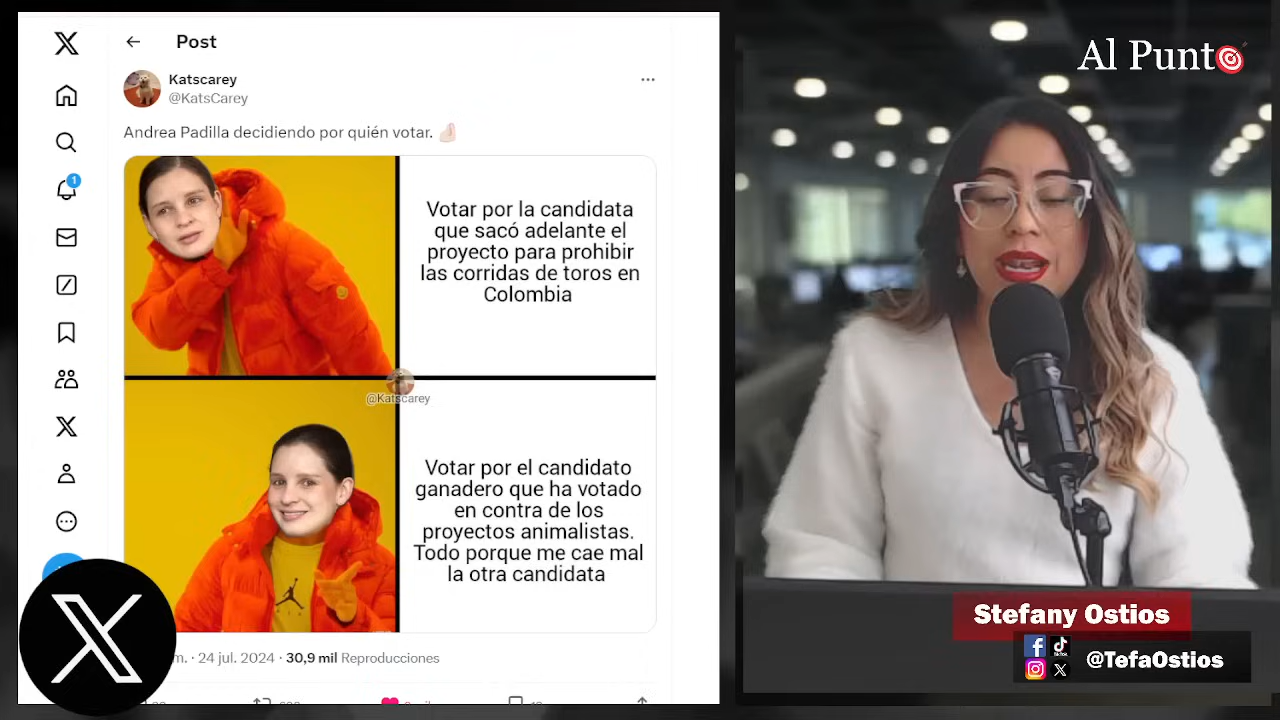 Post
Katscarey
@KatsCarey
Andrea Padilla decidiendo por quién votar.
Votar por la candidata
que sacó adelante el
proyecto para prohibir
las corridas de toros en
Colombia
@Katscarey
Votar por el candidato
ganadero que ha votado
en contra de los
proyectos animalistas.
Todo porque me cae mal
la otra candidata
m. · 24 jul. 2024 · 30,9 mil Reproducciones
1
Al Punto
Stefany Ostios
@TefaOstios